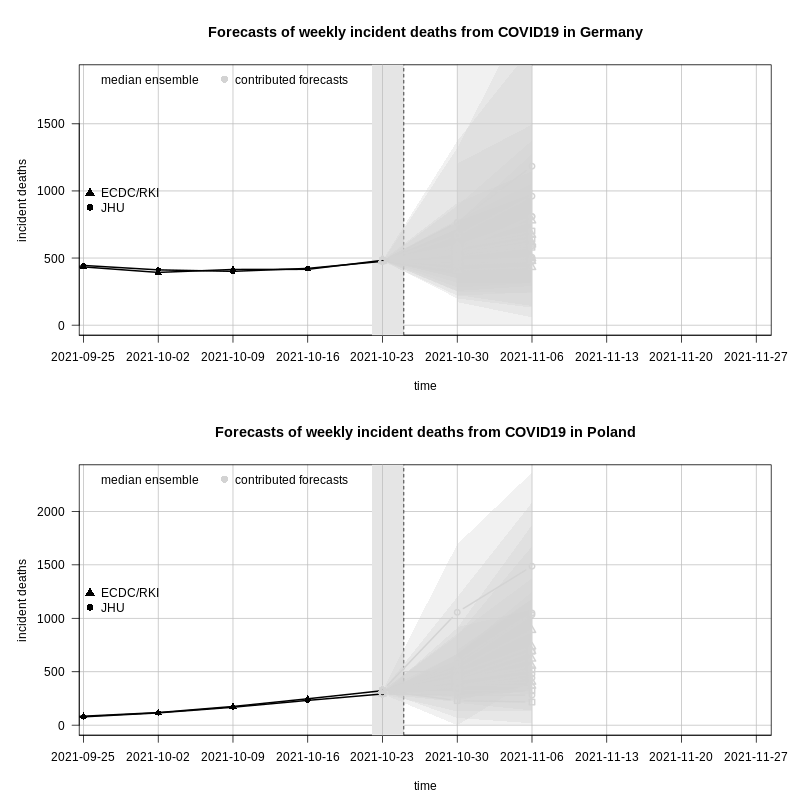 Forecasts of weekly incident deaths from COVID19 in Germany
median ensemble contributed forecasts
1500
1000
500
0
incident deaths
ECDC/RKI
JHU
2021-09-25 2021-10-02 2021-10-09 2021-10-16 2021-10-23 2021-10-30 2021-11-06 2021-11-13 2021-11-20 2021-11-27
time
Forecasts of weekly incident deaths from COVID19 in Poland
median ensemble contributed forecasts
2000
1500
1000
500
0
incident deaths
ECDC/RKI
JHU
2021-09-25 2021-10-02 2021-10-09 2021-10-16 2021-10-23 2021-10-30 2021-11-06 2021-11-13 2021-11-20 2021-11-27
time